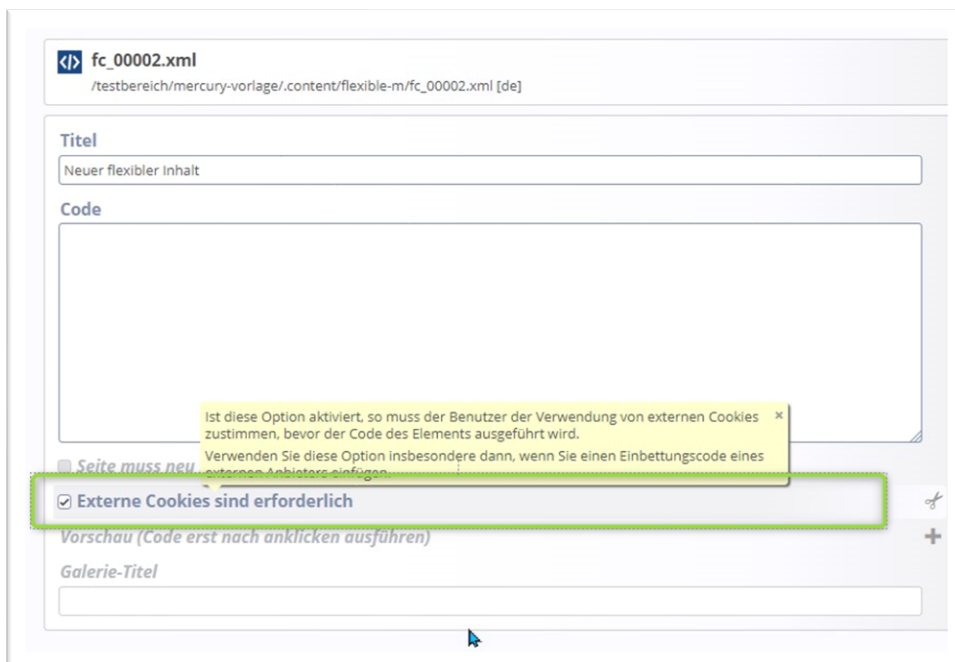 fc_00002.xml
/testbereich/mercury-vorlage/.content/flexible-m/fc_00002.xml [de]
Titel
Neuer flexibler Inhalt
Code
Ist diese Option aktiviert, so muss der Benutzer der Verwendung von externen Cookies
zustimmen, bevor der Code des Elements ausgeführt wird.
Verwenden Sie diese Option insbesondere dann, wenn Sie einen Einbettungscode eines
externen Anbieters einfügen.
Seite muss neu
Externe Cookies sind erforderlich
Vorschau (Code erst nach anklicken ausführen)
Galerie-Titel